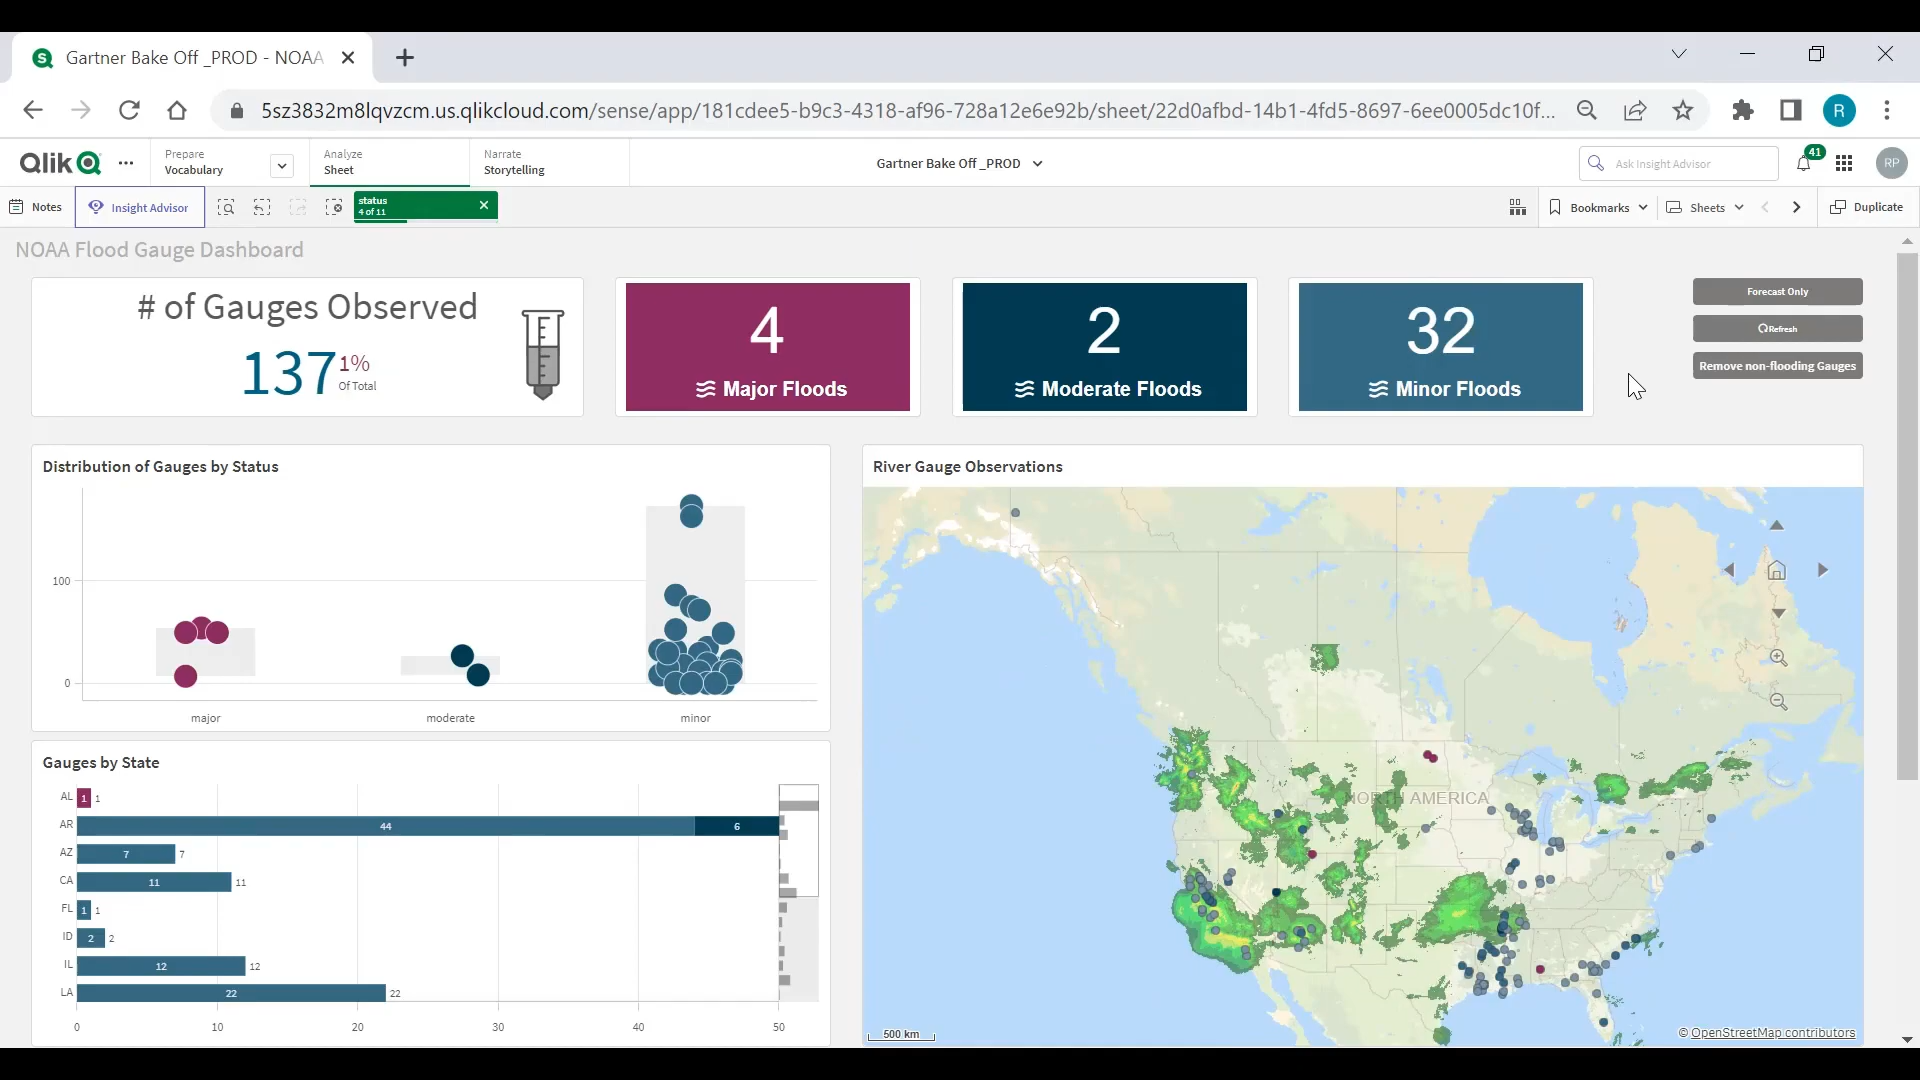 Gartner Bake Off _PROD - NOAA
5sz3832m8lqvzcm.us.qlikcloud.com/sense/app/181cdee5-b9c3-4318-af96-728a12e6e92b/sheet/22d0afbd-14b1-4fd5-8697-6ee0005dc10f...
R
Qlik
Prepare
Vocabulary
Analyze
Sheet
Narrate
Storytelling
Gartner Bake Off _PROD
Ask Insight Advisor
41
RP
Notes
Insight Advisor
status
4 of 11
Bookmarks
Sheets
Duplicate
NOAA Flood Gauge Dashboard
# of Gauges Observed
137
1%
Of Total
4
Major Floods
2
Moderate Floods
32
Minor Floods
Forecast Only
Refresh
Remove non-flooding Gauges
Distribution of Gauges by Status
100
0
major
moderate
minor
Gauges by State
AL 1 1
AR 44 6
AZ 7 7
CA 11 11
FL 1 1
ID 2 2
IL 12 12
LA 22 22
0 10 20 30 40 50
River Gauge Observations
NORTH AMERICA
500 km
© OpenStreetMap contributors